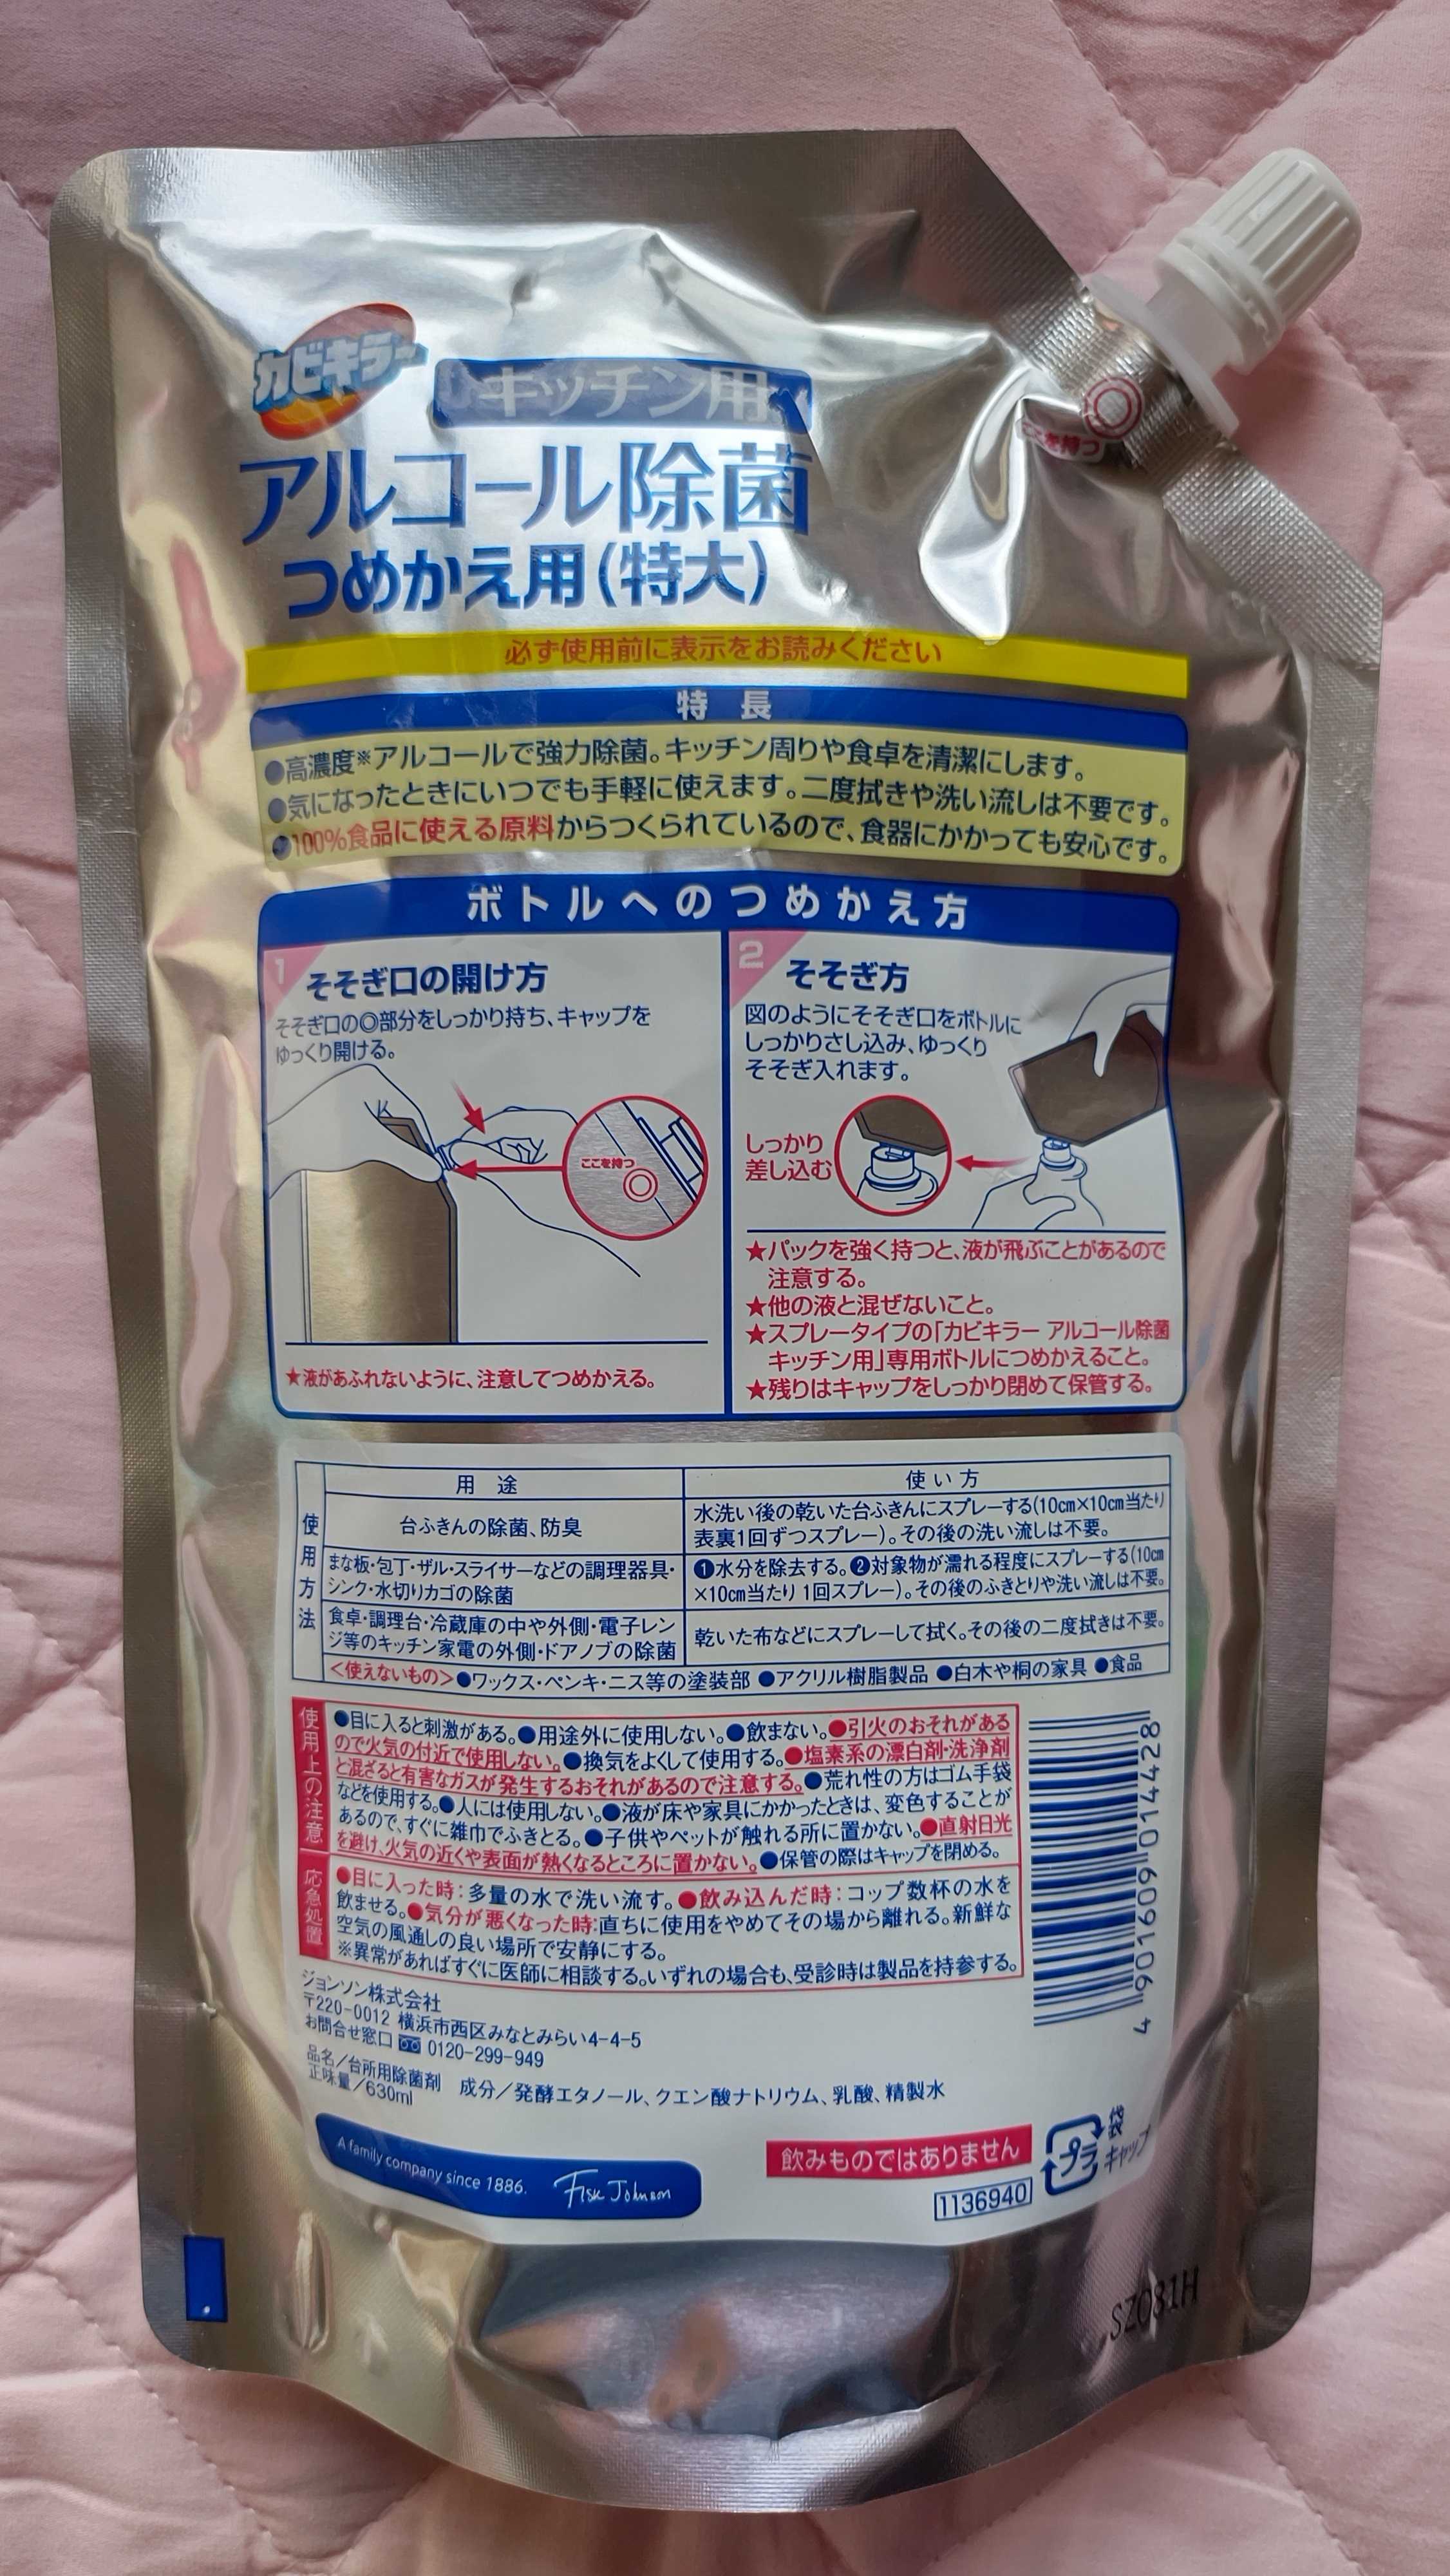 カビキラー
キッチン用
アルコール除菌
つめかえ用(特大)
ここを持つ
必ず使用前に表示をお読みください
特 長
●高濃度※アルコールで強力除菌。キッチン周りや食卓を清潔にします。
●気になったときにいつでも手軽に使えます。二度拭きや洗い流しは不要です。
●100%食品に使える原料からつくられているので、食器にかかっても安心です。
ボトルへのつめかえ方
1 そそぎ口の開け方
そそぎ口の◎部分をしっかり持ち、キャップを
ゆっくり開ける。
ここを持つ
★液があふれないように、注意してつめかえる。
2 そそぎ方
図のようにそそぎ口をボトルに
しっかりさし込み、ゆっくり
そそぎ入れます。
しっかり
差し込む
★パックを強く持つと、液が飛ぶことがあるので
注意する。
★他の液と混ぜないこと。
★スプレータイプの「カビキラー アルコール除菌
キッチン用」専用ボトルにつめかえること。
★残りはキャップをしっかり閉めて保管する。
使用方法
用 途
使 い 方
台ふきんの除菌、防臭
水洗い後の乾いた台ふきんにスプレーする(10cm×10cm当たり
表裏1回ずつスプレー)。その後の洗い流しは不要。
まな板・包丁・ザル・スライサーなどの調理器具・
シンク・水切りカゴの除菌
❶水分を除去する。❷対象物が濡れる程度にスプレーする(10cm
×10cm当たり 1回スプレー)。その後のふきとりや洗い流しは不要。
食卓・調理台・冷蔵庫の中や外側・電子レン
ジ等のキッチン家電の外側・ドアノブの除菌
乾いた布などにスプレーして拭く。その後の二度拭きは不要。
<使えないもの>●ワックス・ペンキ・ニス等の塗装部 ●アクリル樹脂製品 ●白木や桐の家具 ●食品
使用上の注意
●目に入ると刺激がある。●用途外に使用しない。●飲まない。●引火のおそれがある
ので火気の付近で使用しない。●換気をよくして使用する。●塩素系の漂白剤・洗浄剤
と混ざると有害なガスが発生するおそれがあるので注意する。●荒れ性の方はゴム手袋
などを使用する。●人には使用しない。●液が床や家具にかかったときは、変色することが
あるので、すぐに雑巾でふきとる。●子供やペットが触れる所に置かない。●直射日光
を避け、火気の近くや表面が熱くなるところに置かない。●保管の際はキャップを閉める。
応急処置
●目に入った時:多量の水で洗い流す。●飲み込んだ時:コップ数杯の水を
飲ませる。●気分が悪くなった時:直ちに使用をやめてその場から離れる。新鮮な
空気の風通しの良い場所で安静にする。
※異常があればすぐに医師に相談する。いずれの場合も、受診時は製品を持参する。
4 901609 014428
ジョンソン株式会社
〒220-0012 横浜市西区みなとみらい4-4-5
お問合せ窓口 0120-299-949
品名/台所用除菌剤
正味量/630ml
成分/発酵エタノール、クエン酸ナトリウム、乳酸、精製水
A family company since 1886. Fisk Johnson
飲みものではありません
プラ
袋
キャップ
1136940
SZ081H